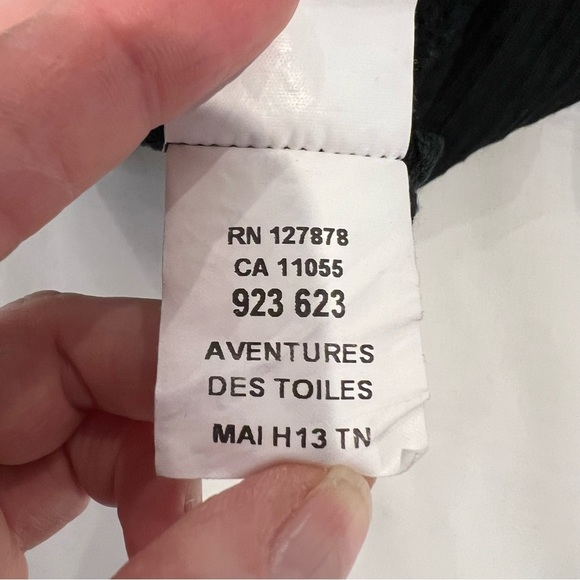 RN 127878
CA 11055
923 623
AVENTURES
DES TOILES
MAI H13 TN